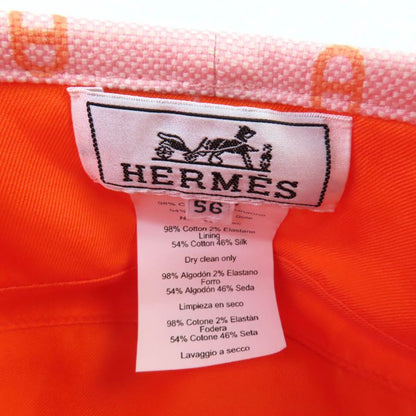 HERMES
56
98% Cotton 2% Elastane
Lining
54% Cotton 46% Silk
Dry clean only
98% Algodón 2% Elastano
Forro
54% Algodón 46% Seda
Limpieza en seco
98% Cotone 2% Elastàn
Fodera
54% Cotone 46% Seta
Lavaggio a secco